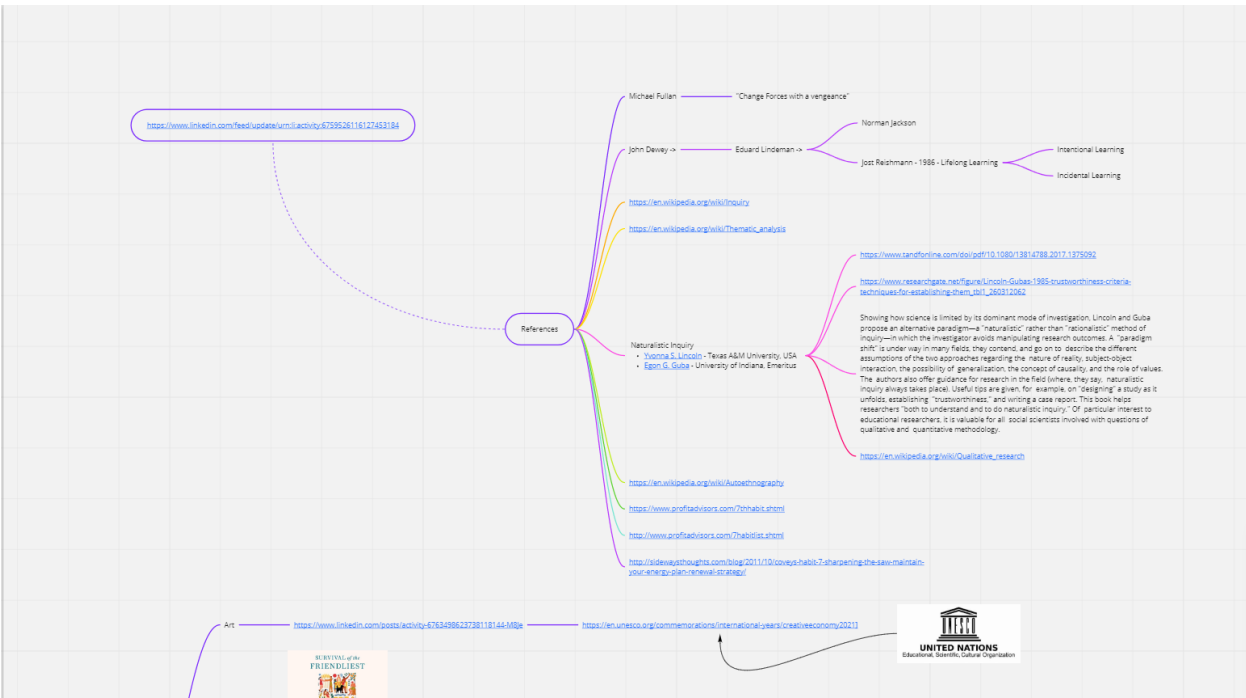 https://www.linkedin.com/feed/update/urn:li:activity:6759526116127453184
References
Michael Fullan
"Change Forces with a vengeance"
John Dewey ->
Eduard Lindeman ->
Norman Jackson
Jost Reishmann - 1986 - Lifelong Learning
Intentional Learning
Incidental Learning
https://en.wikipedia.org/wiki/Inquiry
https://en.wikipedia.org/wiki/Thematic_analysis
Naturalistic Inquiry
• Yvonna S. Lincoln - Texas A&M University, USA
• Egon G. Guba - University of Indiana, Emeritus
https://www.tandfonline.com/doi/pdf/10.1080/13814788.2017.1375092
https://www.researchgate.net/figure/Lincoln-Gubas-1985-trustworthiness-criteria-
techniques-for-establishing-them_tbl1_260312062
Showing how science is limited by its dominant mode of investigation, Lincoln and Guba
propose an alternative paradigm—a "naturalistic" rather than "rationalistic" method of
inquiry—in which the investigator avoids manipulating research outcomes. A "paradigm
shift" is under way in many fields, they contend, and go on to describe the different
assumptions of the two approaches regarding the nature of reality, subject-object
interaction, the possibility of generalization, the concept of causality, and the role of values.
The authors also offer guidance for research in the field (where, they say, naturalistic
inquiry always takes place). Useful tips are given, for example, on "designing" a study as it
unfolds, establishing "trustworthiness," and writing a case report. This book helps
researchers "both to understand and to do naturalistic inquiry." Of particular interest to
educational researchers, it is valuable for all social scientists involved with questions of
qualitative and quantitative methodology.
https://en.wikipedia.org/wiki/Qualitative_research
https://en.wikipedia.org/wiki/Autoethnography
https://www.profitadvisors.com/7thhabit.shtml
http://www.profitadvisors.com/7habitlist.shtml
http://sidewaysthoughts.com/blog/2011/10/coveys-habit-7-sharpening-the-saw-maintain-
your-energy-plan-renewal-strategy/
Art
https://www.linkedin.com/posts/activity-6763498623738118144-M8Je
https://en.unesco.org/commemorations/international-years/creativeeconomy2021]
UNESCO
UNITED NATIONS
Educational, Scientific, Cultural Organization
SURVIVAL of the
FRIENDLIEST